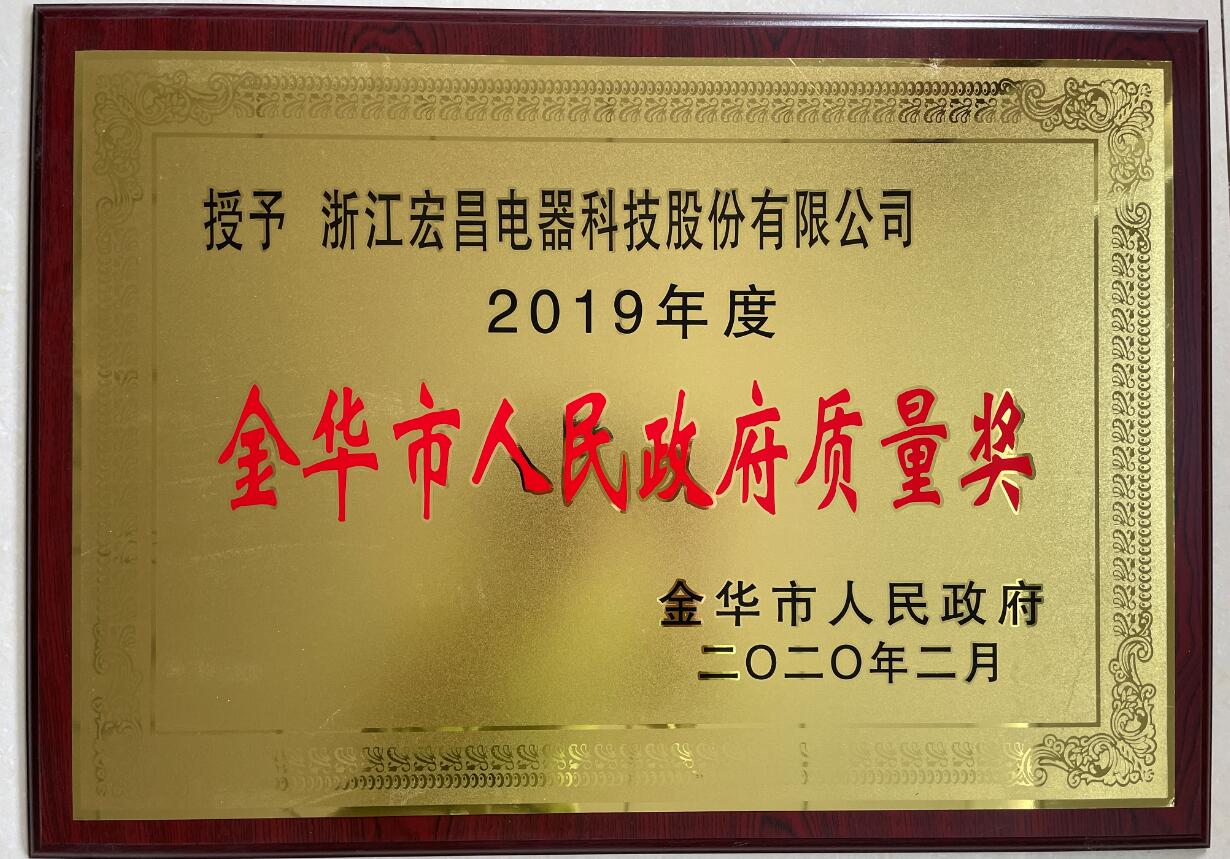 授予 浙江宏昌电器科技股份有限公司
2019年度
金华市人民政府质量奖
金华市人民政府
二〇二〇年二月